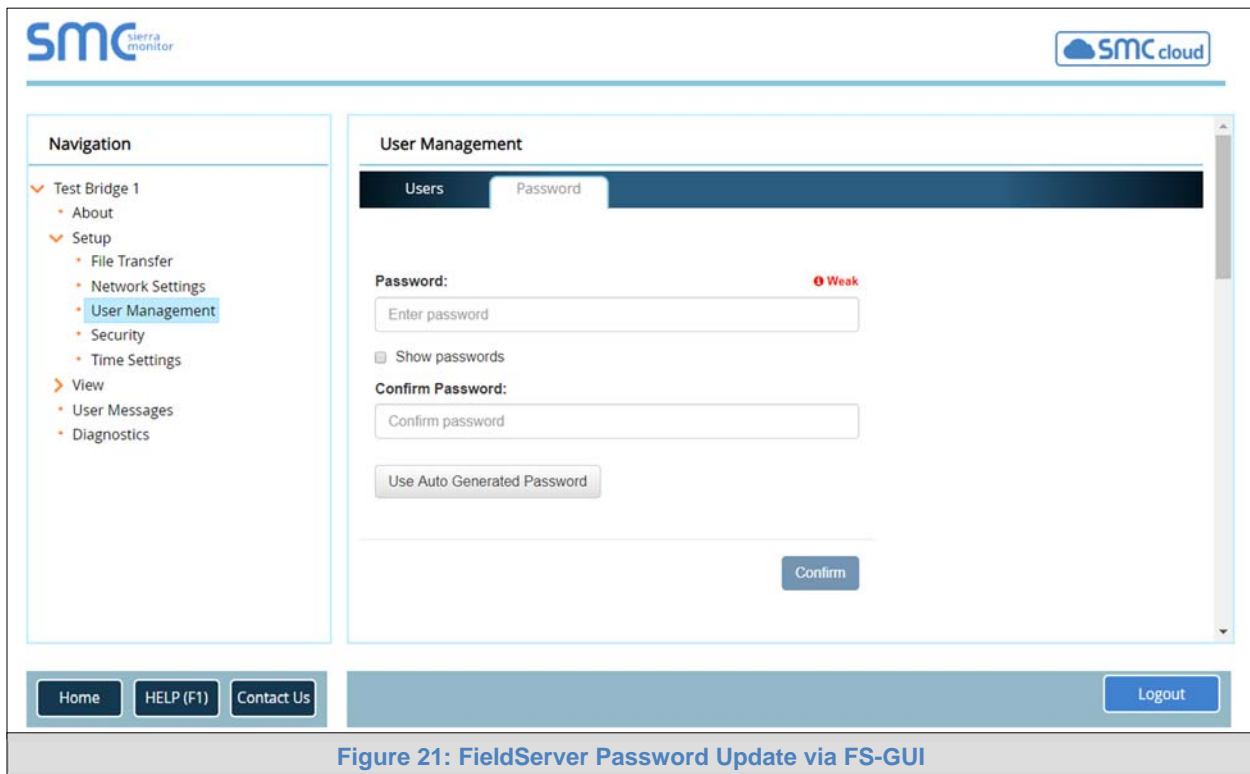 SMC sierra monitor
SMC cloud
Navigation
Test Bridge 1
About
Setup
File Transfer
Network Settings
User Management
Security
Time Settings
View
User Messages
Diagnostics
User Management
Users Password
Password: Weak
Enter password
Show passwords
Confirm Password:
Confirm password
Use Auto Generated Password
Confirm
Home HELP (F1) Contact Us
Logout
Figure 21: FieldServer Password Update via FS-GUI